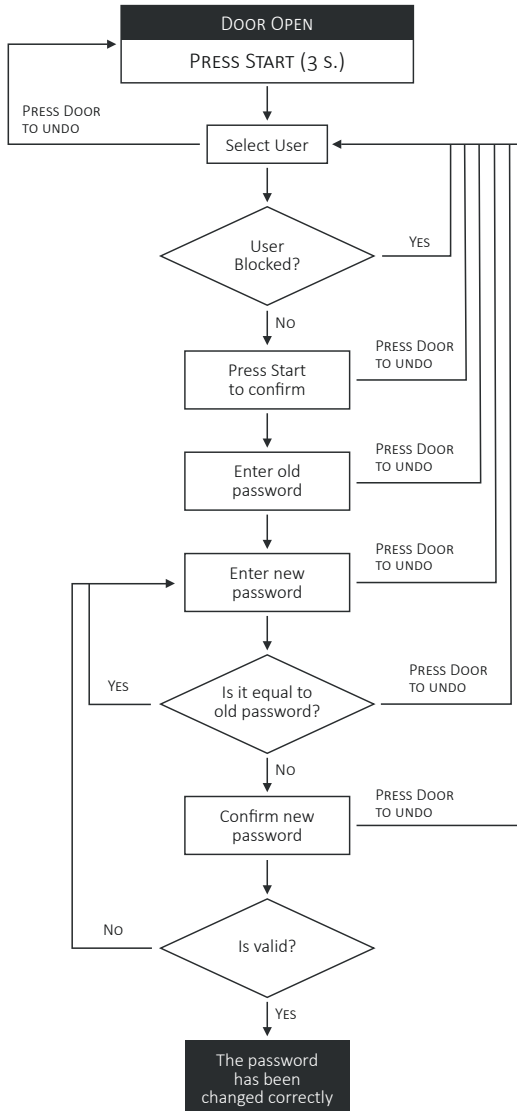 Door Open
Press Start (3 s.)
Press Door
to undo
Select User
User
Blocked?
Yes
No
Press Start
to confirm
Press Door
to undo
Enter old
password
Press Door
to undo
Enter new
password
Press Door
to undo
Is it equal to
old password?
Yes
Press Door
to undo
No
Confirm new
password
Press Door
to undo
Is valid?
No
Yes
The password
has been
changed correctly